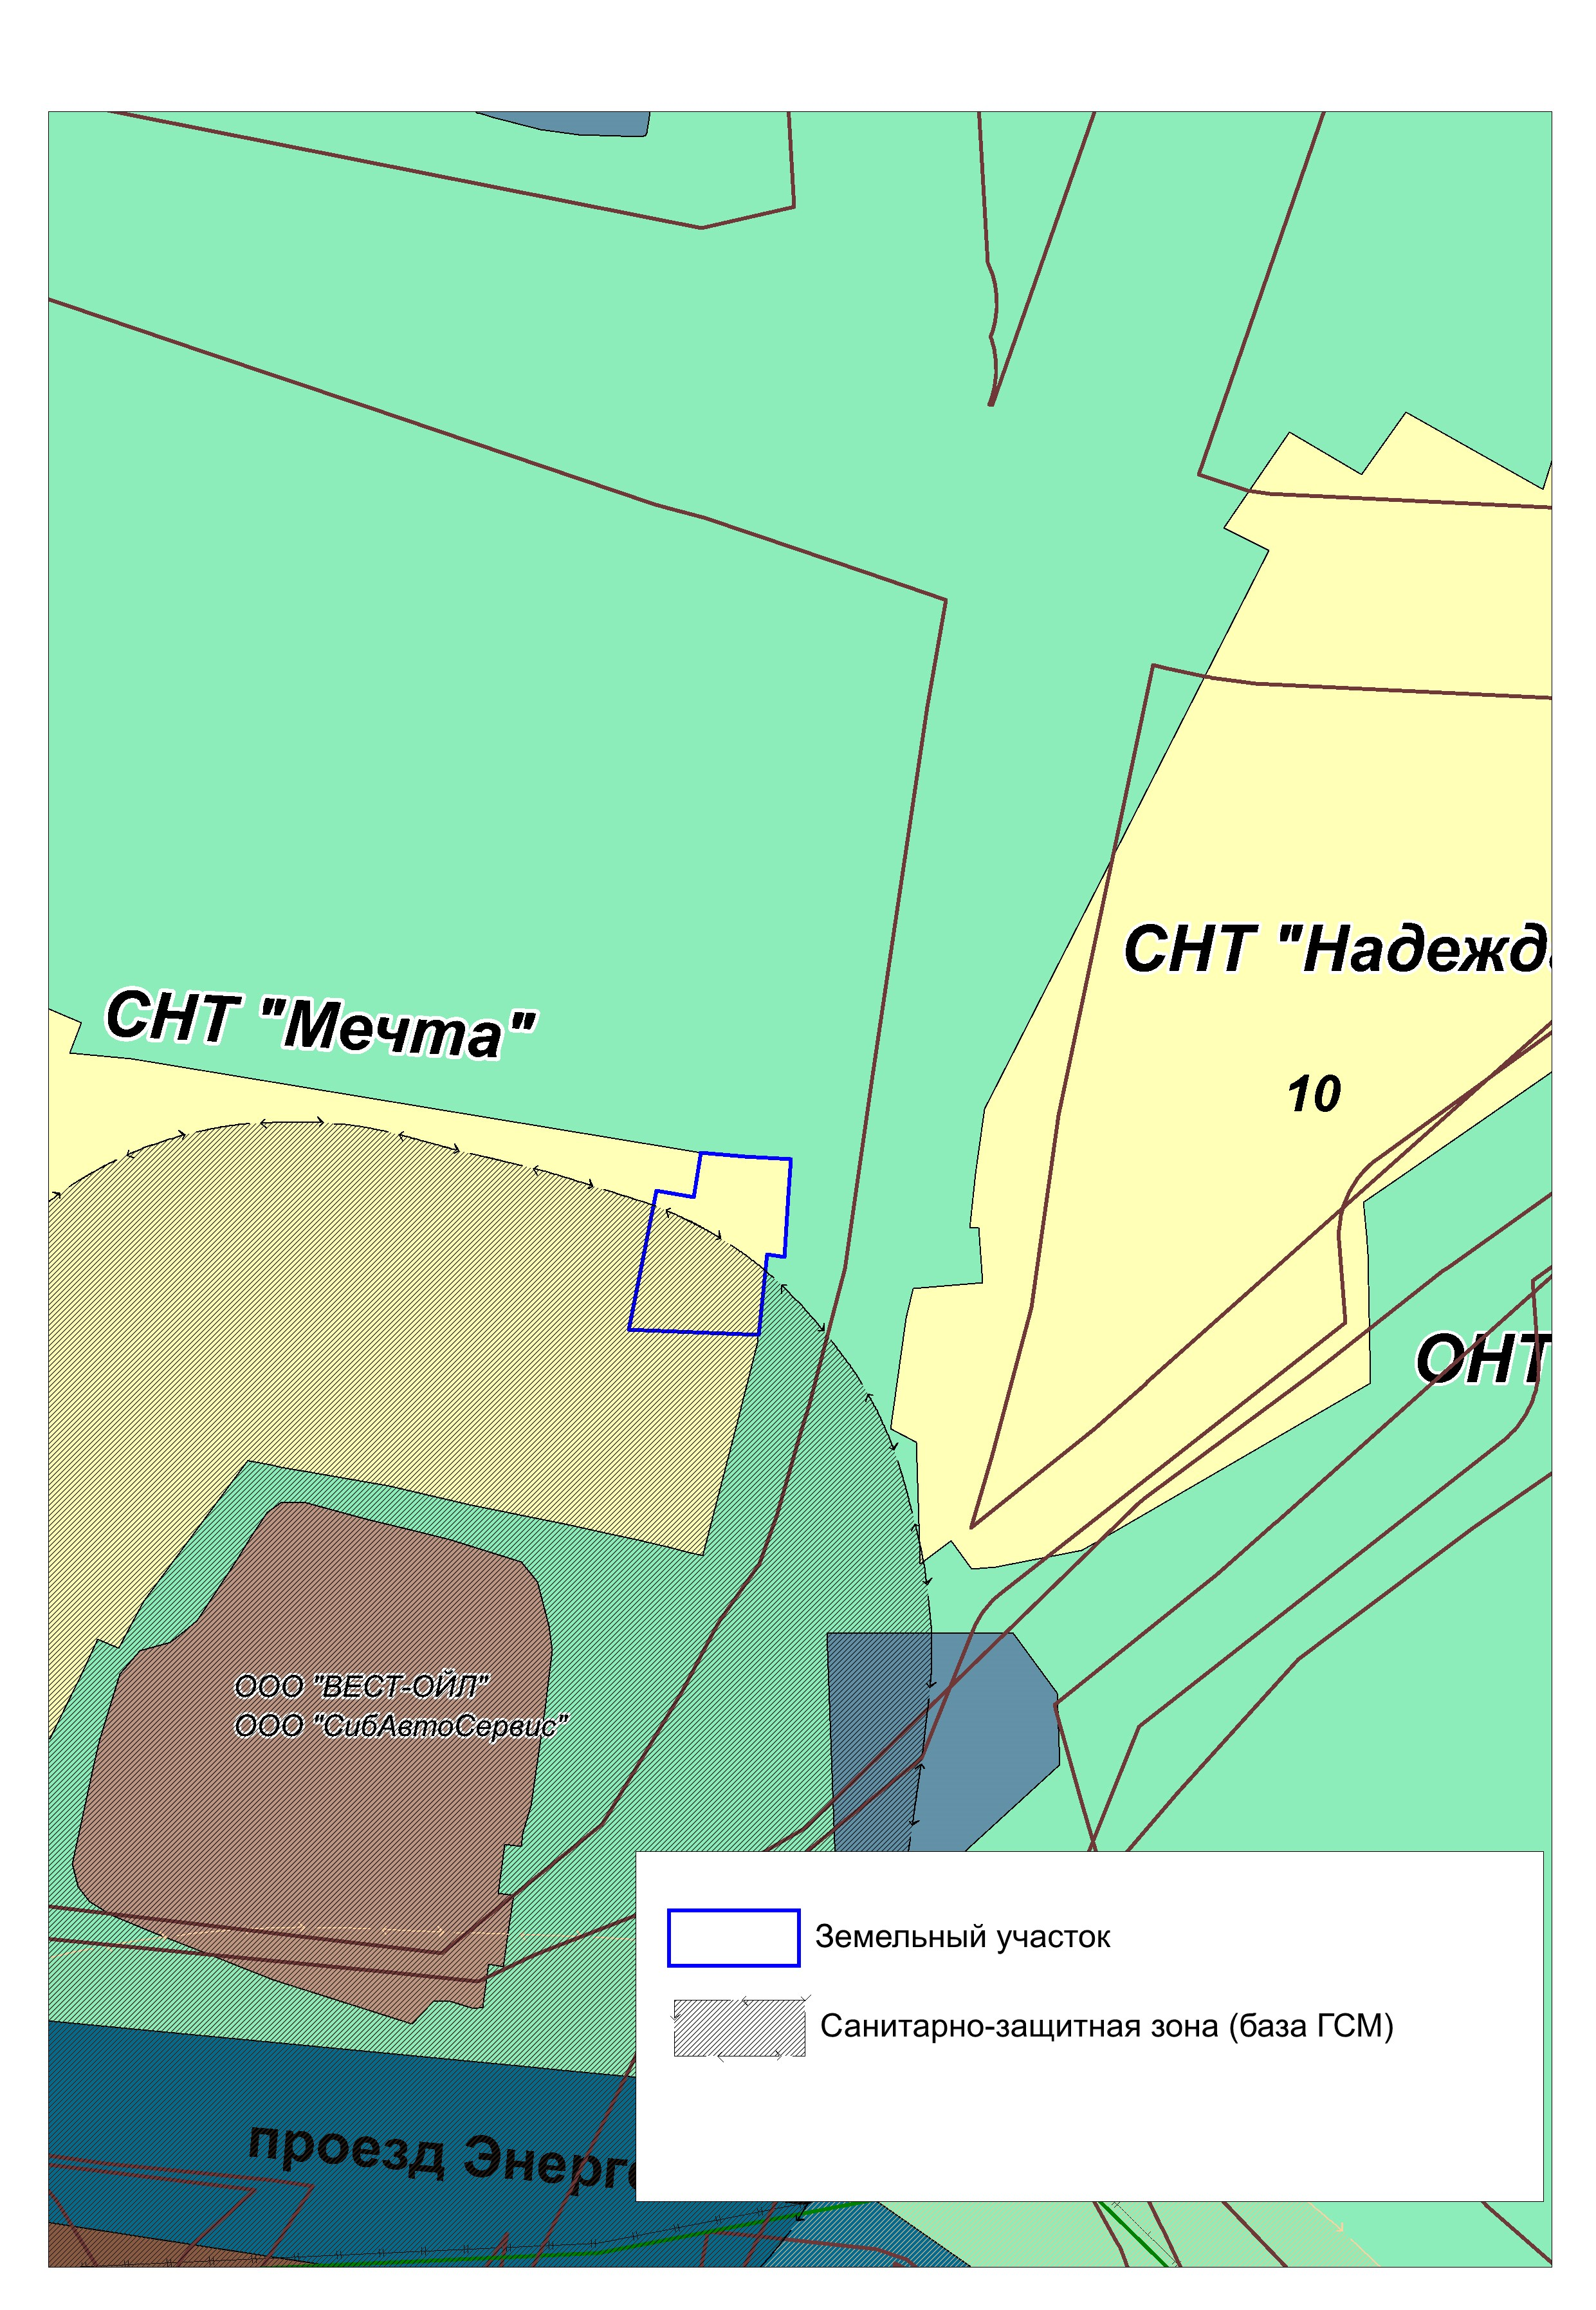 СНТ "Надежд
СНТ "Мечта"
10
ОНТ
ООО "ВЕСТ-ОЙЛ"
ООО "СибАвтоСервис"
Земельный участок
Санитарно-защитная зона (база ГСМ)
проезд Энерг